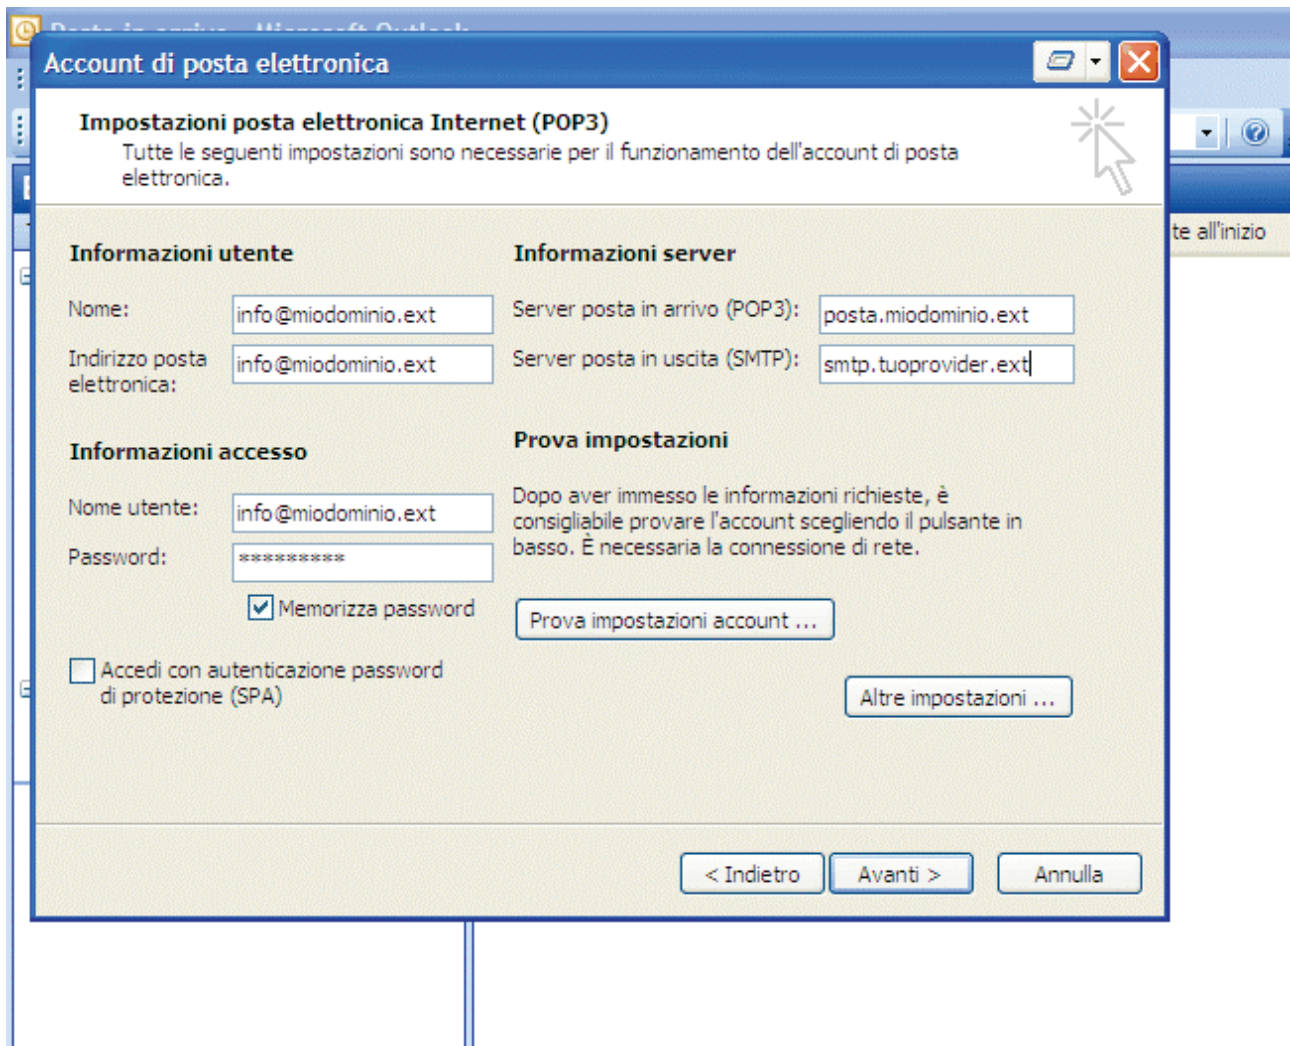 Posta in arrivo - Microsoft Outlook
Account di posta elettronica
Impostazioni posta elettronica Internet (POP3)
Tutte le seguenti impostazioni sono necessarie per il funzionamento dell'account di posta
elettronica.
te all'inizio
Informazioni utente
Nome: info@miodominio.ext
Indirizzo posta
elettronica: info@miodominio.ext
Informazioni server
Server posta in arrivo (POP3): posta.miodominio.ext
Server posta in uscita (SMTP): smtp.tuoprovider.ext
Informazioni accesso
Nome utente: info@miodominio.ext
Password: *********
Memorizza password
Accedi con autenticazione password
di protezione (SPA)
Prova impostazioni
Dopo aver immesso le informazioni richieste, è
consigliabile provare l'account scegliendo il pulsante in
basso. È necessaria la connessione di rete.
Prova impostazioni account ...
Altre impostazioni ...
< Indietro
Avanti >
Annulla